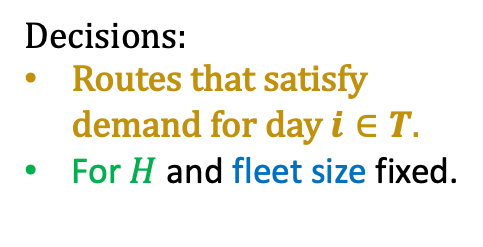 Decisions:
• Routes that satisfy
demand for day i ∈ T.
• For H and fleet size fixed.